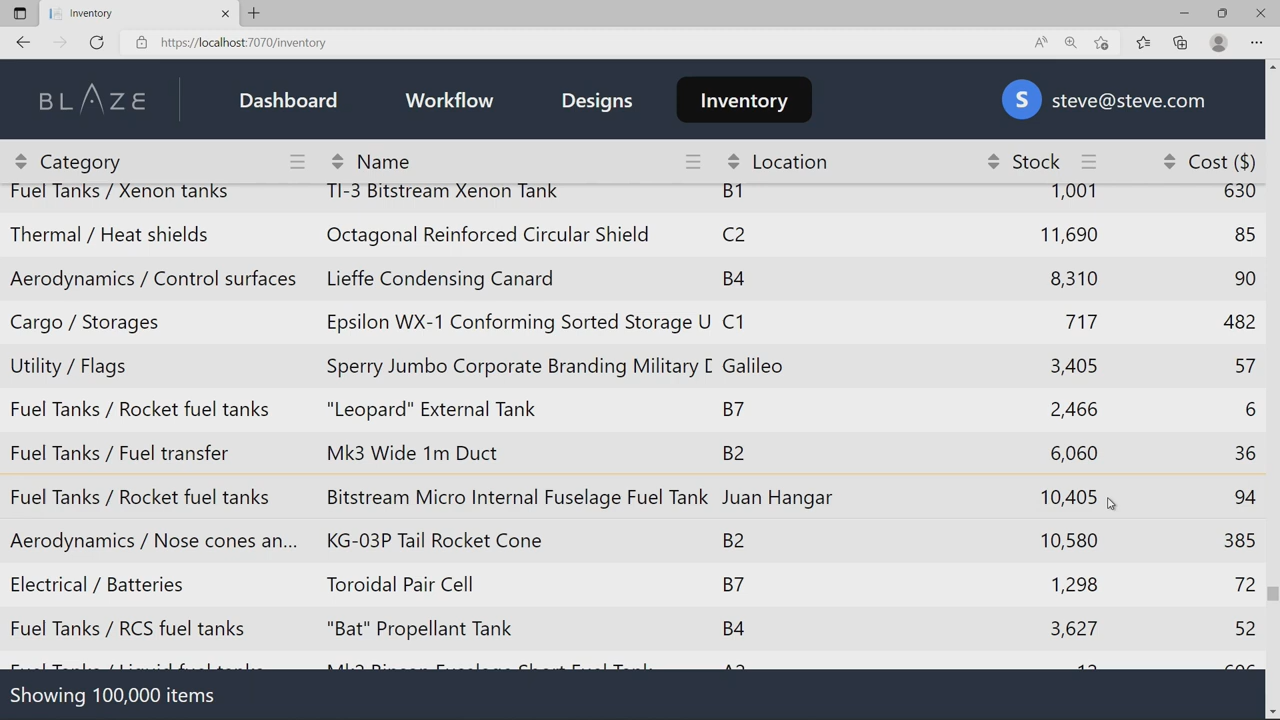 Inventory
https://localhost:7070/inventory
BLAZE Dashboard Workflow Designs Inventory S steve@steve.com
Category Name Location Stock Cost ($)
Fuel Tanks / Xenon tanks TI-3 Bitstream Xenon Tank B1 1,001 630
Thermal / Heat shields Octagonal Reinforced Circular Shield C2 11,690 85
Aerodynamics / Control surfaces Lieffe Condensing Canard B4 8,310 90
Cargo / Storages Epsilon WX-1 Conforming Sorted Storage U C1 717 482
Utility / Flags Sperry Jumbo Corporate Branding Military D Galileo 3,405 57
Fuel Tanks / Rocket fuel tanks "Leopard" External Tank B7 2,466 6
Fuel Tanks / Fuel transfer Mk3 Wide 1m Duct B2 6,060 36
Fuel Tanks / Rocket fuel tanks Bitstream Micro Internal Fuselage Fuel Tank Juan Hangar 10,405 94
Aerodynamics / Nose cones an... KG-03P Tail Rocket Cone B2 10,580 385
Electrical / Batteries Toroidal Pair Cell B7 1,298 72
Fuel Tanks / RCS fuel tanks "Bat" Propellant Tank B4 3,627 52
Showing 100,000 items